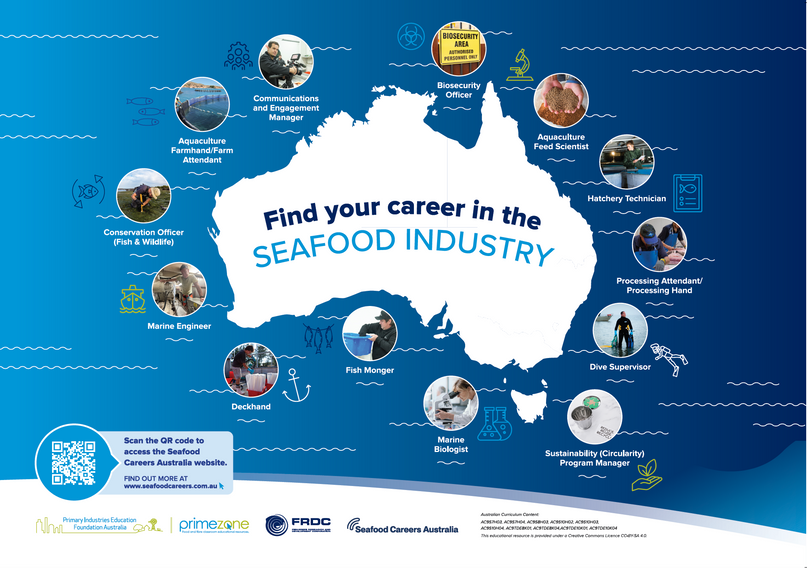 BIOSECURITY
AREA
AUTHORISED
PERSONNEL ONLY
Communications
and Engagement
Manager
Biosecurity
Officer
Aquaculture
Farmhand/Farm
Attendant
Aquaculture
Feed Scientist
Hatchery Technician
Conservation Officer
(Fish & Wildlife)
Find your career in the
SEAFOOD INDUSTRY
Processing Attendant/
Processing Hand
Marine Engineer
Fish Monger
Dive Supervisor
Deckhand
Marine
Biologist
Sustainability (Circularity)
Program Manager
Scan the QR code to
access the Seafood
Careers Australia website.
FIND OUT MORE AT
www.seafoodcareers.com.au
Primary Industries Education
Foundation Australia
primezone
FRDC
Seafood Careers Australia
Australian Curriculum Content:
This educational resource is provided under a Creative Commons Licence CC-BY-SA 4.0